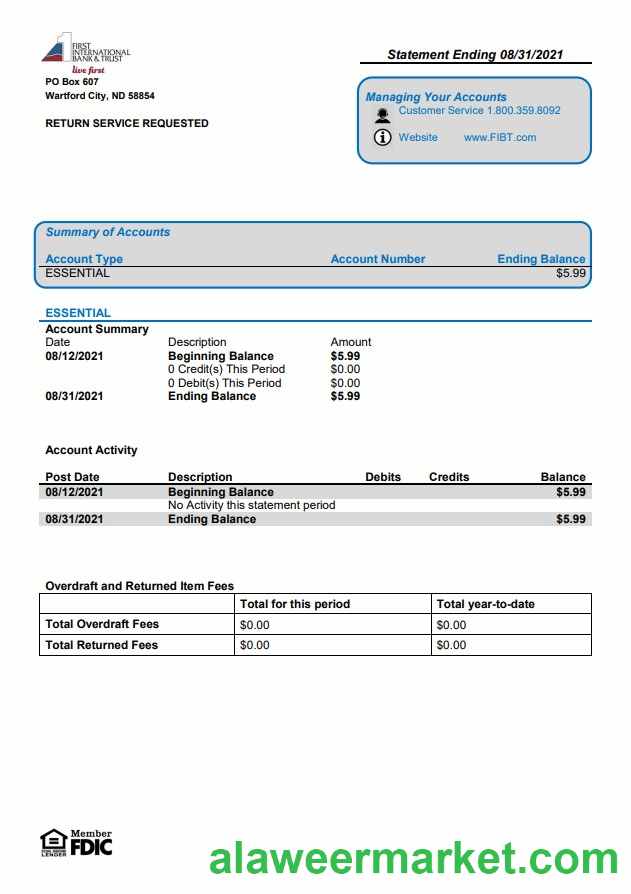 FIRST
INTERNATIONAL
BANK & TRUST
live first
PO Box 607
Wartford City, ND 58854
RETURN SERVICE REQUESTED
Statement Ending 08/31/2021
Managing Your Accounts
Customer Service 1.800.359.8092
Website www.FIBT.com
Summary of Accounts
Account Type Account Number Ending Balance
ESSENTIAL $5.99
ESSENTIAL
Account Summary
Date Description Amount
08/12/2021 Beginning Balance $5.99
0 Credit(s) This Period $0.00
0 Debit(s) This Period $0.00
08/31/2021 Ending Balance $5.99
Account Activity
Post Date Description Debits Credits Balance
08/12/2021 Beginning Balance $5.99
No Activity this statement period
08/31/2021 Ending Balance $5.99
Overdraft and Returned Item Fees
Total for this period Total year-to-date
Total Overdraft Fees $0.00 $0.00
Total Returned Fees $0.00 $0.00
LENDER
Member
FDIC
alaweermarket.com